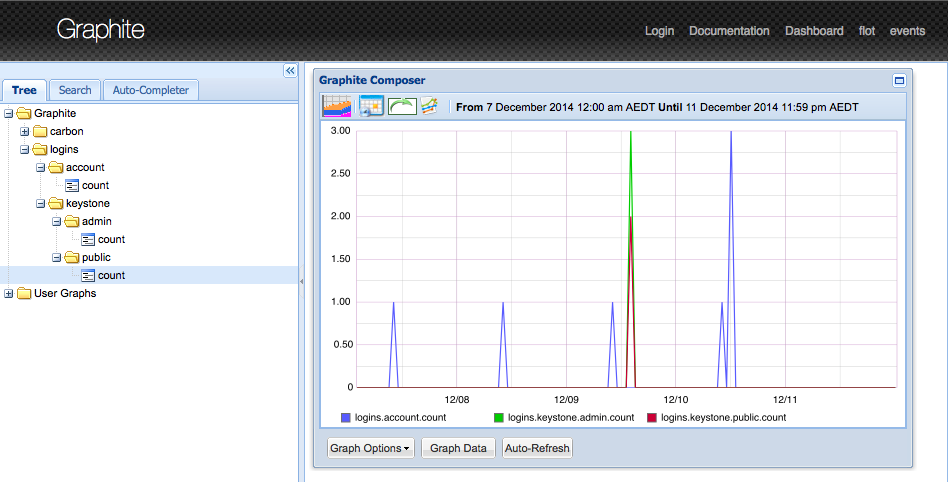 Graphite
Login Documentation Dashboard flot events
Tree Search Auto-Completer
Graphite
carbon
logins
account
count
keystone
admin
count
public
count
User Graphs
Graphite Composer
From 7 December 2014 12:00 am AEDT Until 11 December 2014 11:59 pm AEDT
3.00
2.50
2.00
1.50
1.00
0.50
0
12/08 12/09 12/10 12/11
logins.account.count logins.keystone.admin.count logins.keystone.public.count
Graph Options Graph Data Auto-Refresh